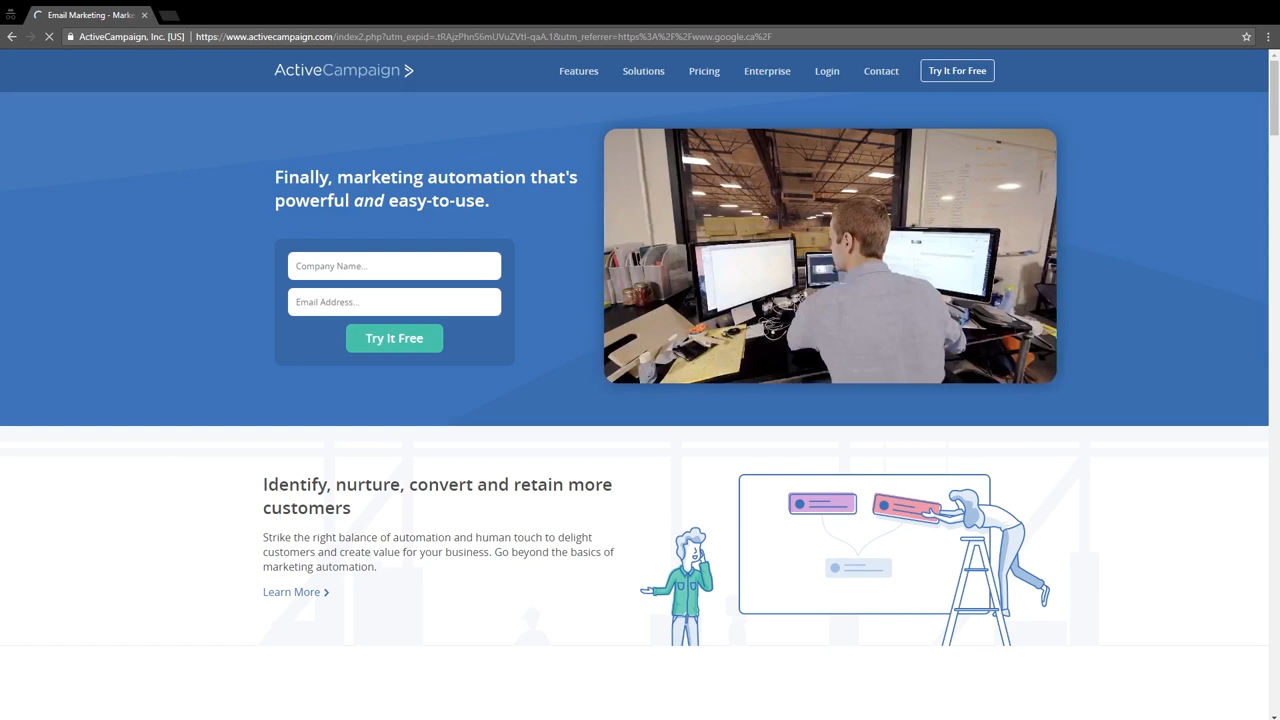 Email Marketing - Marke
ActiveCampaign, Inc. [US]
https://www.activecampaign.com/index2.php?utm_expid=.tRAjzPhnS6mUVuZVtI-qaA.1&utm_referrer=https%3A%2F%2Fwww.google.ca%2F
ActiveCampaign >
Features Solutions Pricing Enterprise Login Contact Try It For Free
Finally, marketing automation that's
powerful and easy-to-use.
Company Name...
Email Address...
Try It Free
Identify, nurture, convert and retain more
customers
Strike the right balance of automation and human touch to delight
customers and create value for your business. Go beyond the basics of
marketing automation.
Learn More >